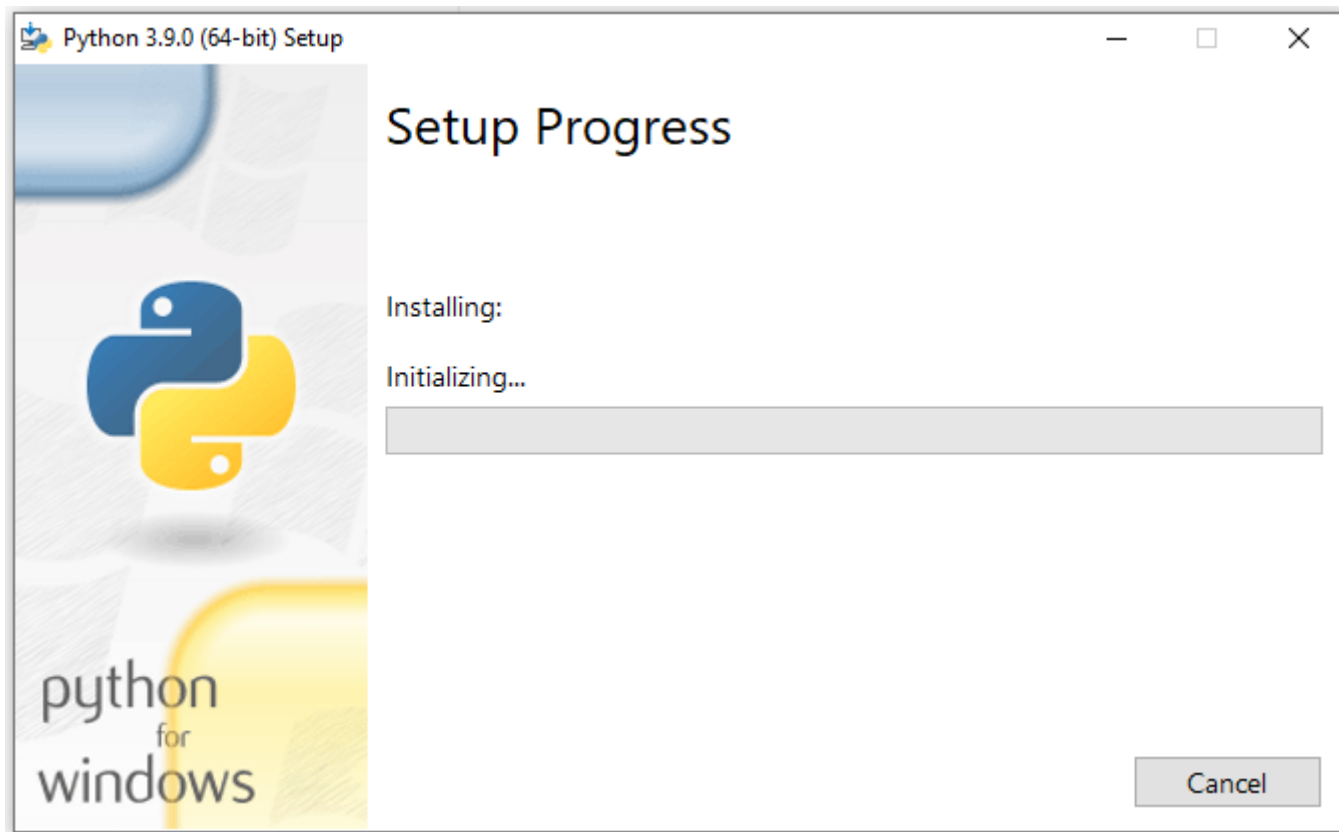 Python 3.9.0 (64-bit) Setup
Setup Progress
Installing:
Initializing...
python
for
windows
Cancel